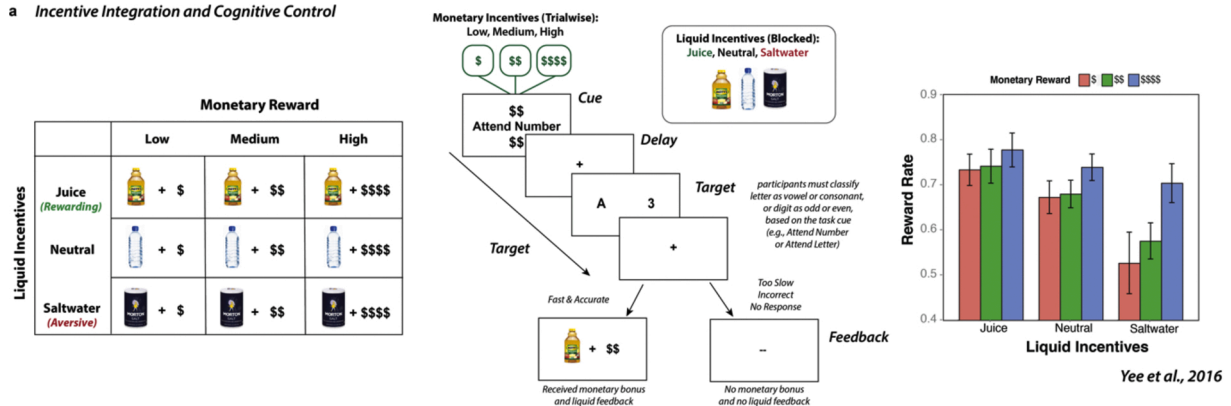 a Incentive Integration and Cognitive Control
Monetary Reward
Low Medium High
Liquid Incentives
Juice
(Rewarding)
+ $
+ $$
+ $$$$
Neutral
+ $
+ $$
+ $$$$
Saltwater
(Aversive)
+ $
+ $$
+ $$$$
Monetary Incentives (Trialwise):
Low, Medium, High
$ $$ $$$$
Liquid Incentives (Blocked):
Juice, Neutral, Saltwater
$$
Attend Number
$$
Cue
+
Delay
A 3
Target
participants must classify
letter as vowel or consonant,
or digit as odd or even,
based on the task cue
(e.g., Attend Number
or Attend Letter)
+
Target
Fast & Accurate
Too Slow
Incorrect
No Response
+ $$
--
Feedback
Received monetary bonus
and liquid feedback
No monetary bonus
and no liquid feedback
Monetary Reward $ $$ $$$$
Reward Rate
0.9
0.8
0.7
0.6
0.5
0.4
Juice Neutral Saltwater
Liquid Incentives
Yee et al., 2016